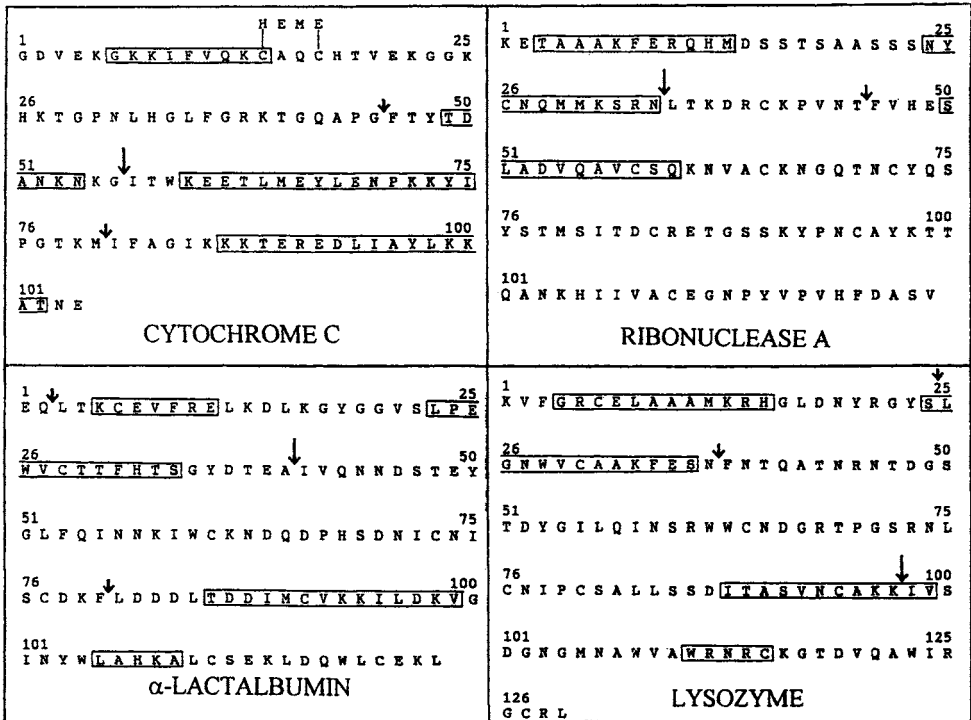 H E M E
1 25
G D V E K G K K I F V Q K C A Q C H T V E K G G K
26 50
H K T G P N L H G L F G R K T G Q A P G F T Y T D
51 75
A N K N K G I T W K E E T L M E Y L E N P K K Y I
76 100
P G T K M I F A G I K K K T E R E D L I A Y L K K
101
A T N E
CYTOCHROME C
1 25
K E T A A A K F E R Q H M D S S T S A A S S S N Y
26 50
C N Q M M K S R N L T K D R C K P V N T F V H E S
51 75
L A D V Q A V C S Q K N V A C K N G Q T N C Y Q S
76 100
Y S T M S I T D C R E T G S S K Y P N C A Y K T T
101
Q A N K H I I V A C E G N P Y V P V H F D A S V
RIBONUCLEASE A
1 25
E Q L T K C E V F R E L K D L K G Y G G V S L P E
26 50
W V C T T F H T S G Y D T E A I V Q N N D S T E Y
51 75
G L F Q I N N K I W C K N D Q D P H S D N I C N I
76 100
S C D K F L D D D L T D D I M C V K K I L D K V G
101
I N Y W L A H K A L C S E K L D Q W L C E K L
α-LACTALBUMIN
1 25
K V F G R C E L A A A M K R H G L D N Y R G Y S L
26 50
G N W V C A A K F E S N F N T Q A T N R N T D G S
51 75
T D Y G I L Q I N S R W W C N D G R T P G S R N L
76 100
C N I P C S A L L S S D I T A S V N C A K K I V S
101 125
D G N G M N A W V A W R N R C K G T D V Q A W I R
126
G C R L
LYSOZYME